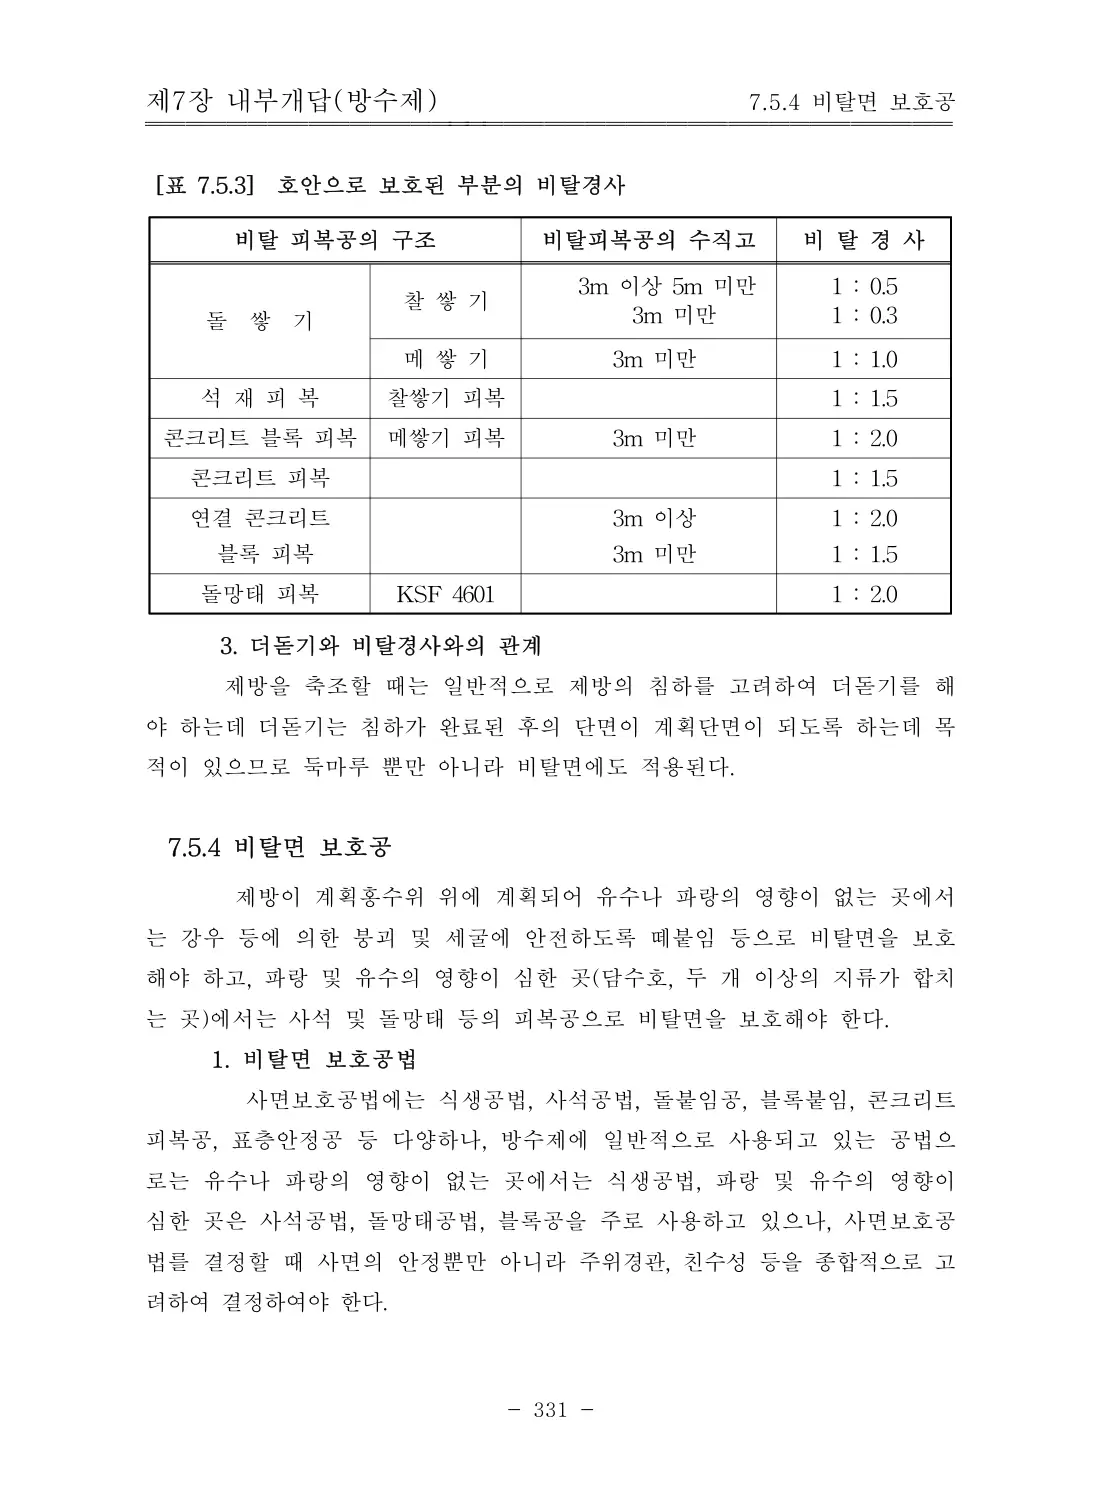 제7장 내부개답(방수제)
7.5.4 비탈면 보호공
[표 7.5.3] 호안으로 보호된 부분의 비탈경사
비탈 피복공의 구조 비탈피복공의 수직고 비 탈 경 사
돌 쌓 기 찰 쌓 기 3m 이상 5m 미만 1 : 0.5
3m 미만 1 : 0.3
메 쌓 기 3m 미만 1 : 1.0
석 재 피 복 찰쌓기 피복 1 : 1.5
콘크리트 블록 피복 메쌓기 피복 3m 미만 1 : 2.0
콘크리트 피복 1 : 1.5
연결 콘크리트 3m 이상 1 : 2.0
블록 피복 3m 미만 1 : 1.5
돌망태 피복 KSF 4601 1 : 2.0
3. 더돋기와 비탈경사와의 관계
제방을 축조할 때는 일반적으로 제방의 침하를 고려하여 더돋기를 해
야 하는데 더돋기는 침하가 완료된 후의 단면이 계획단면이 되도록 하는데 목
적이 있으므로 둑마루 뿐만 아니라 비탈면에도 적용된다.
7.5.4 비탈면 보호공
제방이 계획홍수위 위에 계획되어 유수나 파랑의 영향이 없는 곳에서
는 강우 등에 의한 붕괴 및 세굴에 안전하도록 떼붙임 등으로 비탈면을 보호
해야 하고, 파랑 및 유수의 영향이 심한 곳(담수호, 두 개 이상의 지류가 합치
는 곳)에서는 사석 및 돌망태 등의 피복공으로 비탈면을 보호해야 한다.
1. 비탈면 보호공법
사면보호공법에는 식생공법, 사석공법, 돌붙임공, 블록붙임, 콘크리트
피복공, 표층안정공 등 다양하나, 방수제에 일반적으로 사용되고 있는 공법으
로는 유수나 파랑의 영향이 없는 곳에서는 식생공법, 파랑 및 유수의 영향이
심한 곳은 사석공법, 돌망태공법, 블록공을 주로 사용하고 있으나, 사면보호공
법를 결정할 때 사면의 안정뿐만 아니라 주위경관, 친수성 등을 종합적으로 고
려하여 결정하여야 한다.
- 331 -